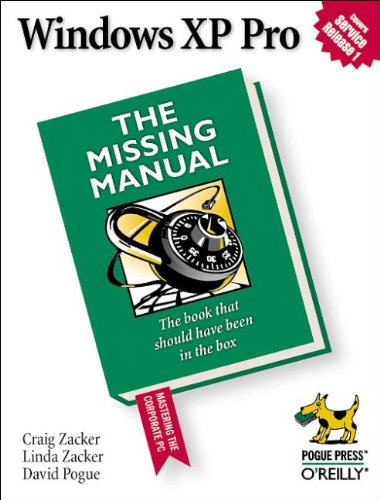 Windows XP Pro
Covers
Service
Release 1
THE
MISSING
MANUAL
The book that
should have been
in the box
MASTERING THE
CORPORATE PC
Craig Zacker
Linda Zacker
David Pogue
POGUE PRESS™
O'REILLY®